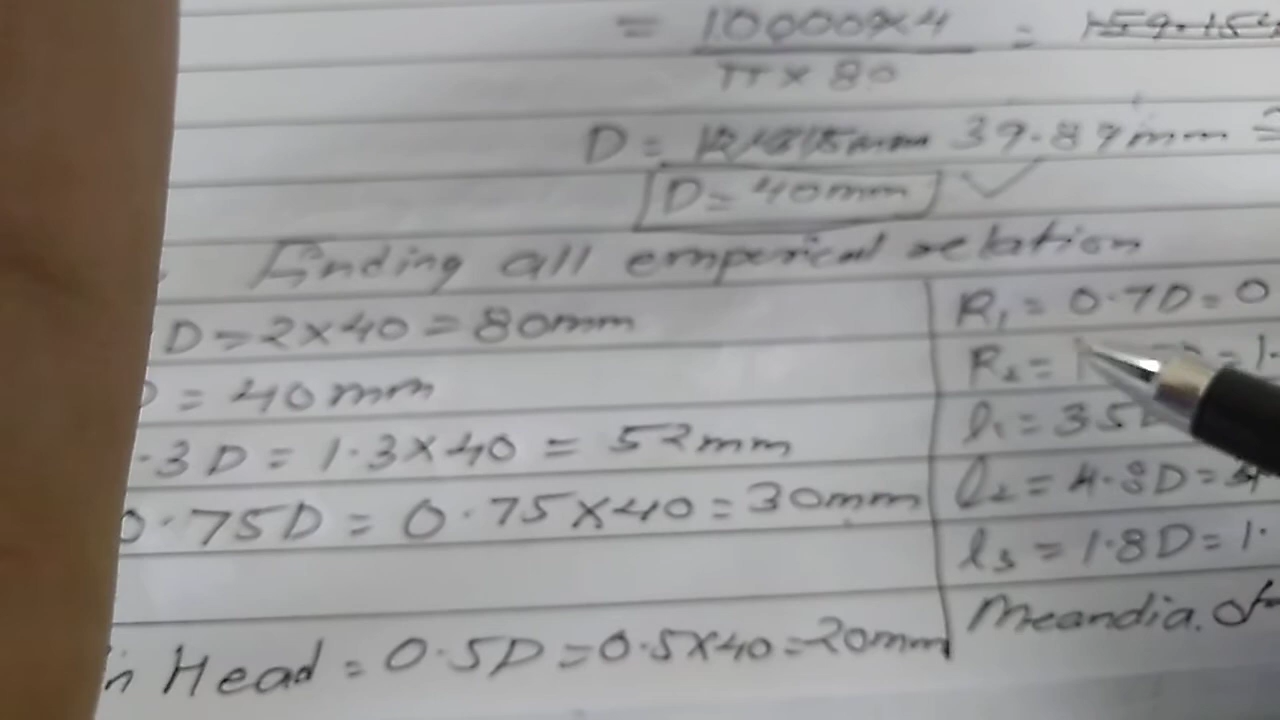 = 100000×4 / π×80 = 159.154
D = 39.89mm =
D = 40mm ✓
Finding all emperical relation
D = 2×40 = 80mm
= 40mm
.3D = 1.3×40 = 52mm
0.75D = 0.75×40 = 30mm
n Head = 0.5D = 0.5×40 = 20mm
R₁ = 0.7D = 0
R₂ =
l₁ = 3.5
l₂ = 4.8D =
l₃ = 1.8D = 1.
Meandia. of